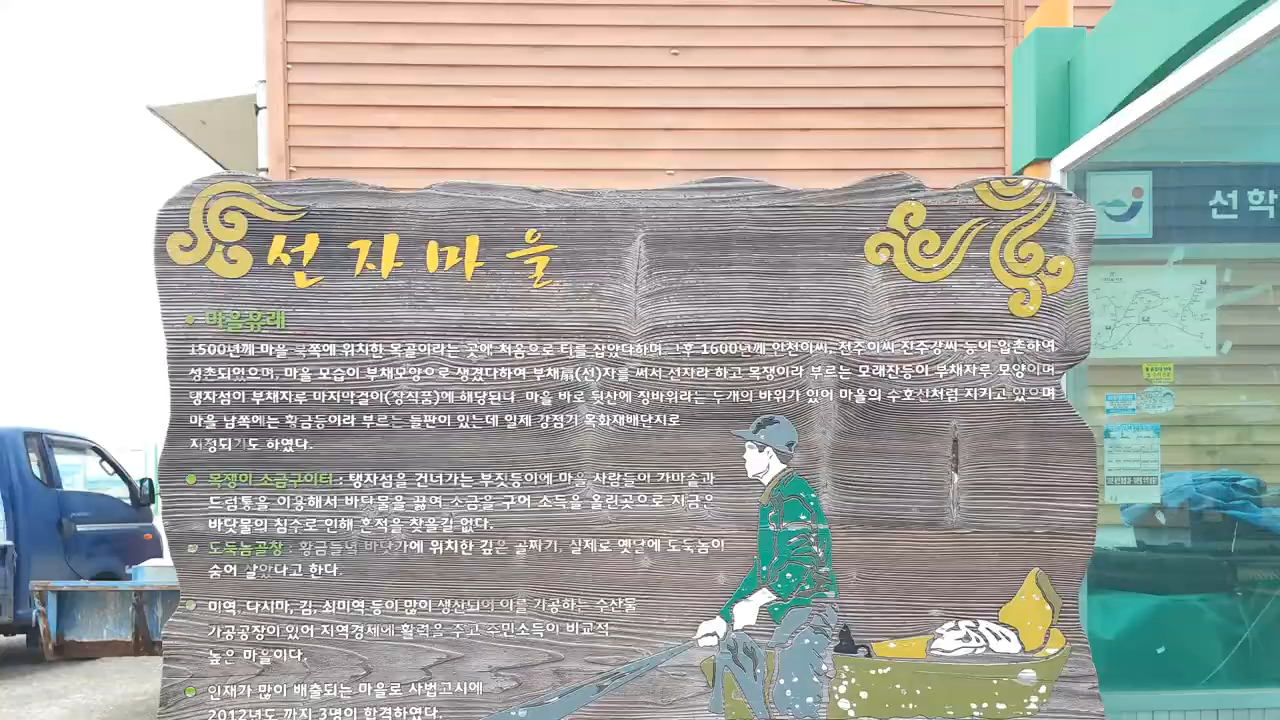 선자마을
마을유래
1500년께 마을 북쪽에 위치한 목골이라는 곳에 처음으로 터를 잡았다하며 그후 1600년께 인천이씨, 전주이씨 진주강씨 등이 입촌하여
성촌되었으며, 마을 모습이 부채모양으로 생겼다하여 부채扇(선)자를 써서 선자라 하고 목쟁이라 부르는 모래잔등이 부채자루 모양이며
댕자섬이 부채자루 마지막걸이(장식품)에 해당된다. 마을 바로 뒷산에 징바위라는 두개의 바위가 있어 마을의 수호신처럼 지키고 있으며
마을 남쪽에는 황금등이라 부르는 들판이 있는데 일제 강점기 목화재배단지로
지정되기도 하였다.
목쟁이 소금구이터 : 탱자섬을 건너가는 부짓등이에 마을 사람들이 가마솥과
드럼통을 이용해서 바닷물을 끓여 소금을 구어 소득을 올린곳으로 지금은
바닷물의 침수로 인해 흔적을 찾을길 없다.
도둑놈골창 : 황금들녘 바닷가에 위치한 깊은 골짜기, 실제로 옛날에 도둑놈이
숨어 살았다고 한다.
미역, 다시마, 김, 쇠미역 등이 많이 생산되어 이를 가공하는 수산물
가공공장이 있어 지역경제에 활력을 주고 주민소득이 비교적
높은 마을이다.
인재가 많이 배출되는 마을로 사법고시에
2012년도 까지 3명이 합격하였다.
선학